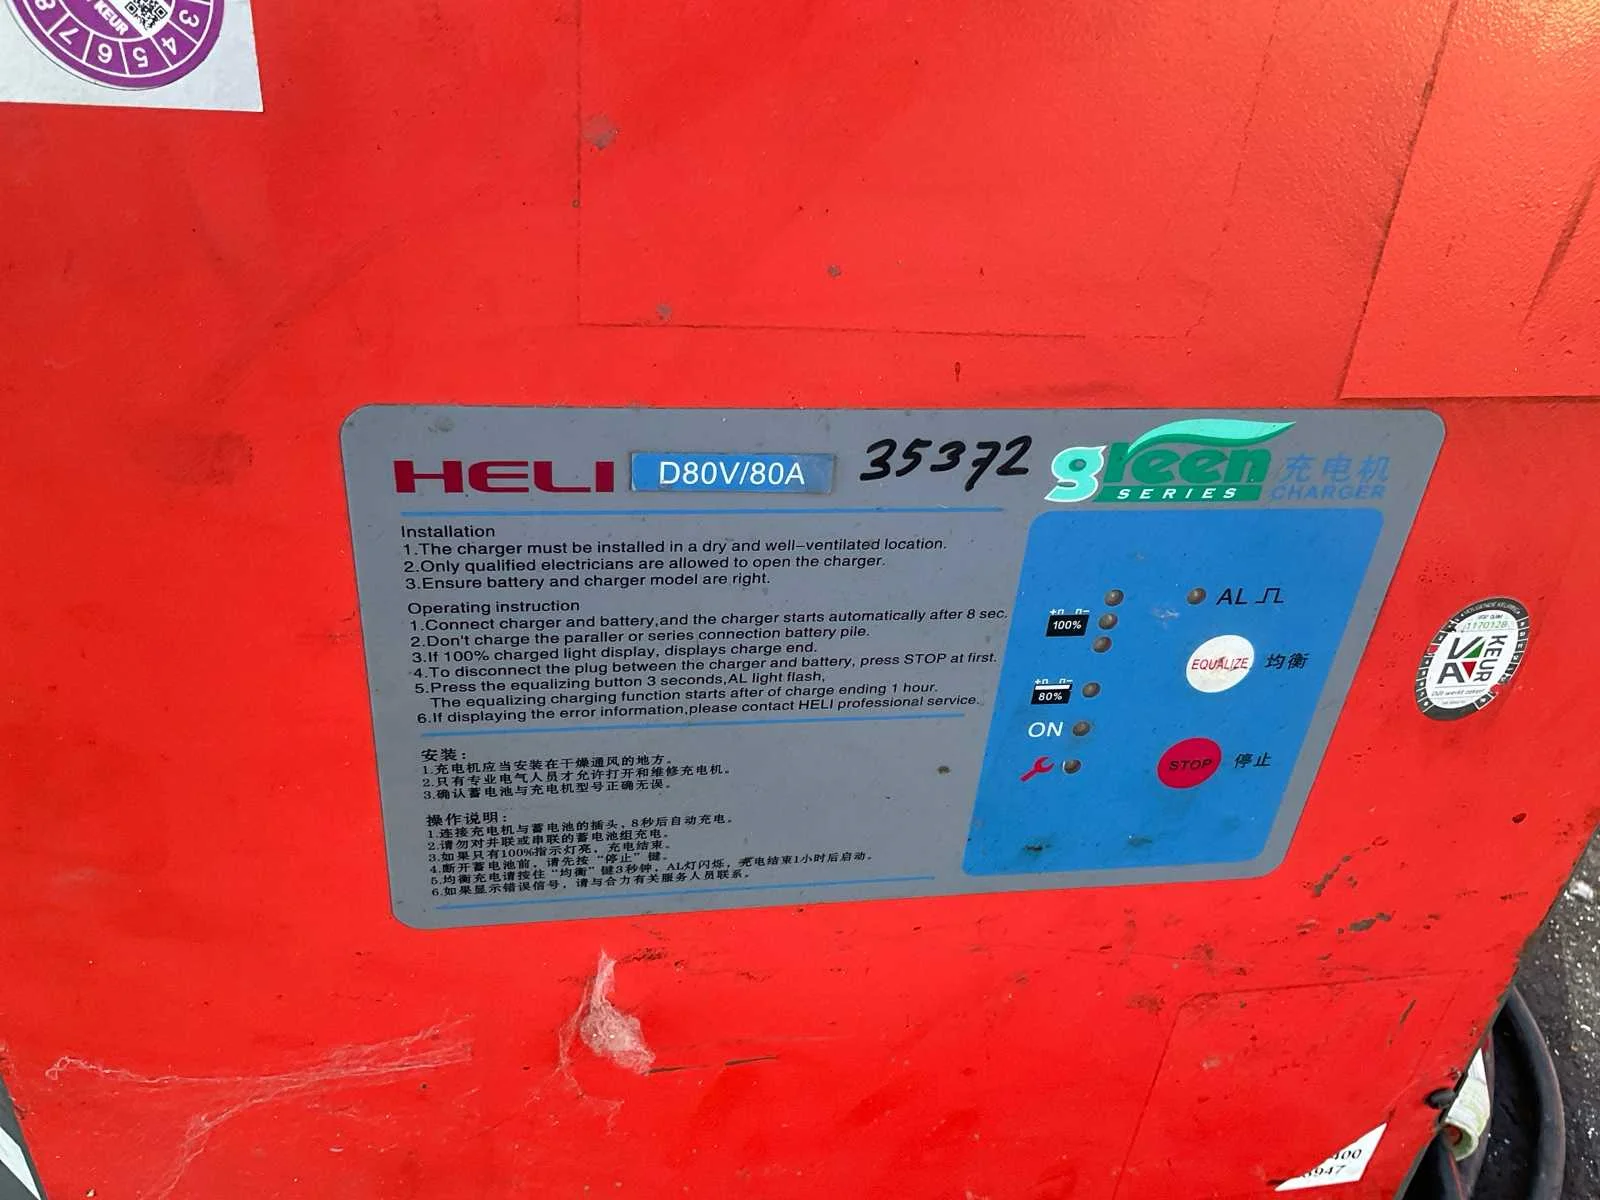 KEUR
3
4
5
6
7
8
HELI
D80V/80A
35372
green
SERIES
充电机
CHARGER
Installation
1.The charger must be installed in a dry and well-ventilated location.
2.Only qualified electricians are allowed to open the charger.
3.Ensure battery and charger model are right.
Operating instruction
1.Connect charger and battery,and the charger starts automatically after 8 sec.
2.Don't charge the paraller or series connection battery pile.
3.If 100% charged light display, displays charge end.
4.To disconnect the plug between the charger and battery, press STOP at first.
5.Press the equalizing button 3 seconds,AL light flash,
The equalizing charging function starts after of charge ending 1 hour.
6.If displaying the error information,please contact HELI professional service.
安装：
1.充电机应当安装在干燥通风的地方。
2.只有专业电气人员才允许打开和维修充电机。
3.确认蓄电池与充电机型号正确无误。
操作说明：
1.连接充电机与蓄电池的插头，8秒后自动充电。
2.请勿对并联或串联的蓄电池组充电。
3.如果只有100%指示灯亮，充电结束。
4.断开蓄电池前，请先按“停止”键。
5.均衡充电请按住“均衡”键3秒钟，AL灯闪烁，充电结束1小时后启动。
6.如果显示错误信号，请与合力有关服务人员联系。
100%
80%
ON
AL
EQUALIZE
均衡
STOP
停止
1170128
VA
KEUR
400
3947